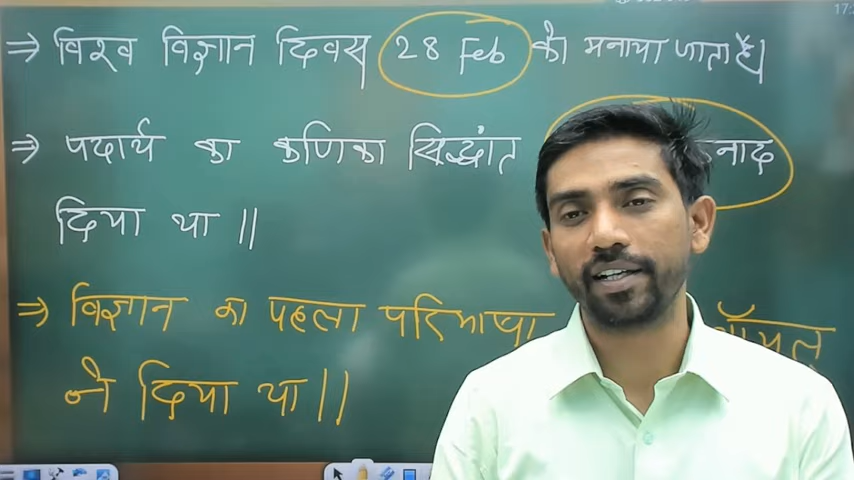 ⇒ विश्व विज्ञान दिवस 28 Feb को मनाया जाता है।
⇒ पदार्थ का कणिका सिद्धांत
दिया था ||
⇒ विज्ञान का पहला परिभाषा
ने दिया था ||